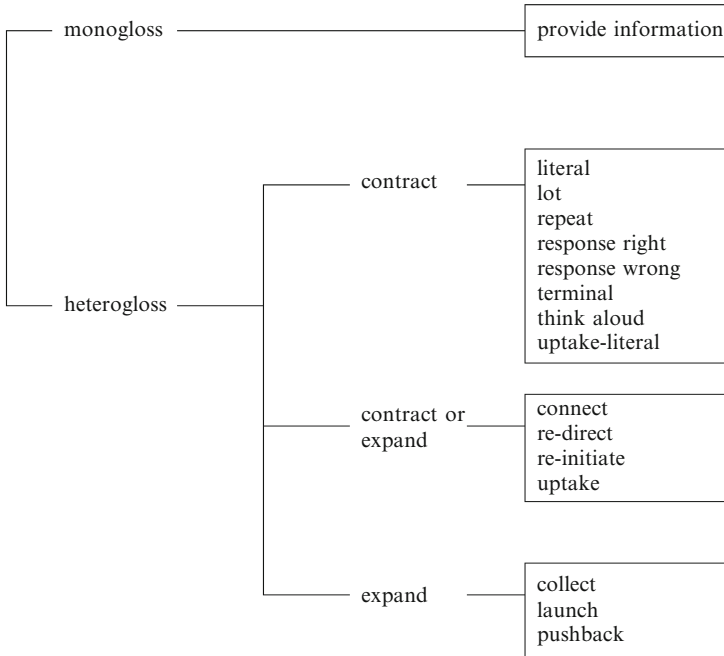 monogloss
provide information
heterogloss
contract
literal
lot
repeat
response right
response wrong
terminal
think aloud
uptake-literal
contract or
expand
connect
re-direct
re-initiate
uptake
expand
collect
launch
pushback